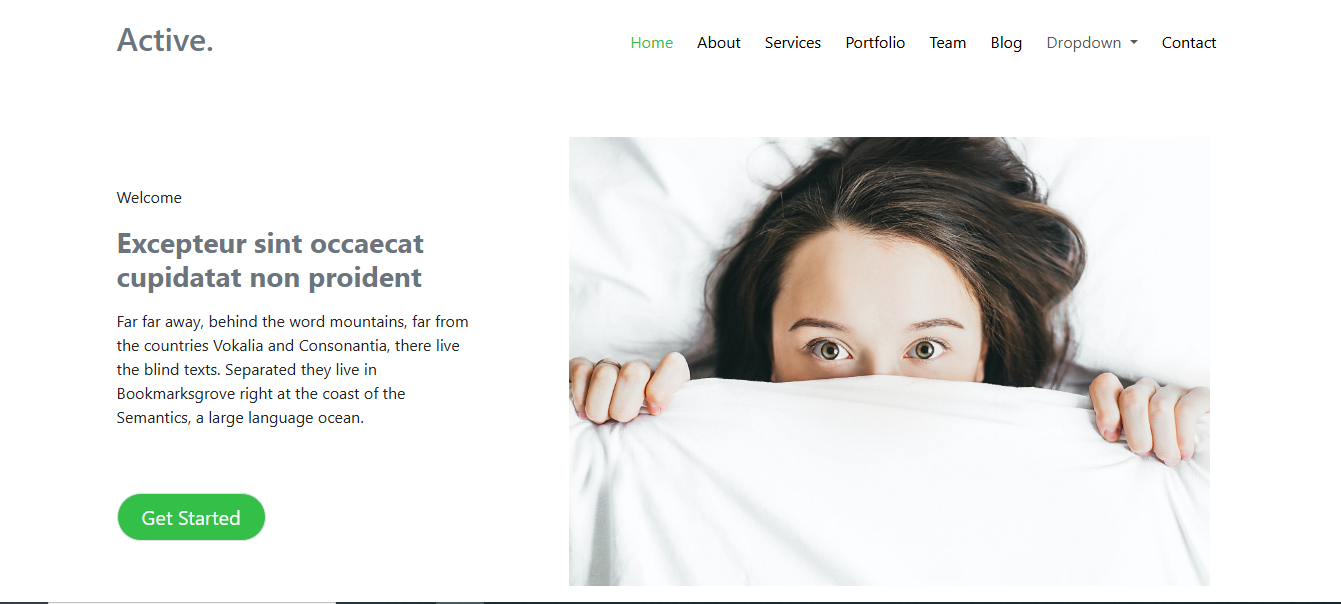 Active.
Home About Services Portfolio Team Blog Dropdown Contact
Welcome
Excepteur sint occaecat
cupidatat non proident
Far far away, behind the word mountains, far from
the countries Vokalia and Consonantia, there live
the blind texts. Separated they live in
Bookmarksgrove right at the coast of the
Semantics, a large language ocean.
Get Started